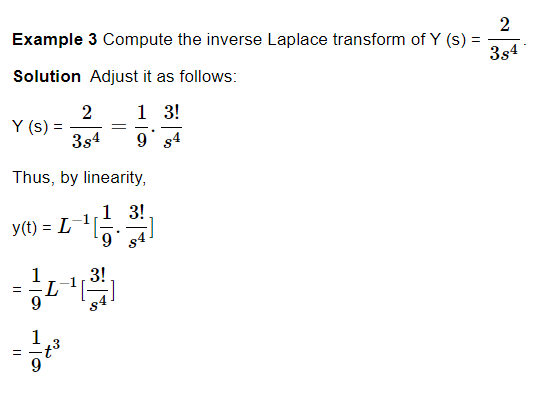 Example 3 Compute the inverse Laplace transform of Y (s) = \frac{2}{3s^4}.
Solution Adjust it as follows:
Y (s) = \frac{2}{3s^4} = \frac{1}{9} . \frac{3!}{s^4}
Thus, by linearity,
y(t) = L^{-1}[\frac{1}{9} . \frac{3!}{s^4}]
= \frac{1}{9} L^{-1}[\frac{3!}{s^4}]
= \frac{1}{9} t^3